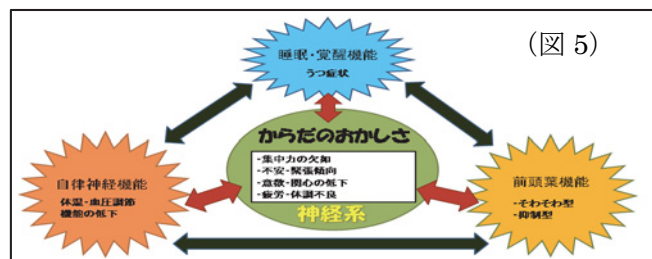 (図 5)
睡眠・覚醒機能
うつ症状
からだのおかしさ
・集中力の欠如
・不安・緊張傾向
・意欲・関心の低下
・疲労・体調不良
神経系
自律神経機能
体温・血圧調節
機能の低下
前頭葉機能
・そわそわ型
・抑制型